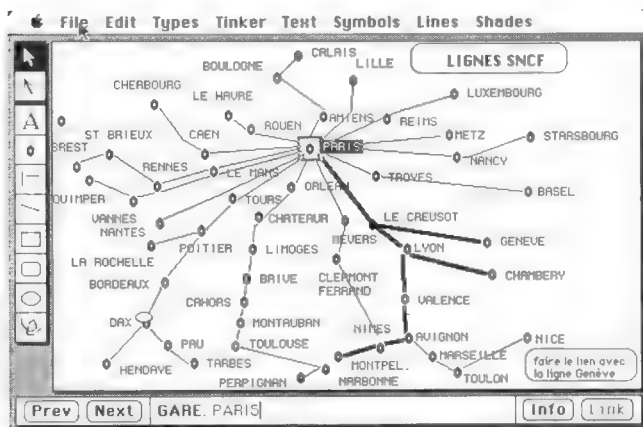 File Edit Types Tinker Text Symbols Lines Shades
LIGNES SNCF
CALAIS
BOULOGNE
LILLE
CHERBOURG
LE HAVRE
LUXEMBOURG
ROUEN
AMIENS
REIMS
ST BRIEUX
CAEN
PARIS
METZ
STARSBOURG
BREST
RENNES
LE MANS
NANCY
TROYES
QUIMPER
TOURS
ORLEAN
BASEL
VANNES
CHATEAUR
LE CREUSOT
NANTES
POITIER
NEVERS
LYON
GENEVE
LA ROCHELLE
LIMOGES
CLERMONT
FERRAND
CHAMBERY
BORDEAUX
BRIVE
CAHORS
VALENCE
DAX
MONTAUBAN
NIMES
PAU
TOULOUSE
AVIGNON
NICE
HENDAYE
TARBES
MONTPEL.
MARSEILLE
PERPIGNAN
NARBONNE
TOULON
faire le lien avec
la ligne Genève
Prev Next GARE. PARIS Info Link